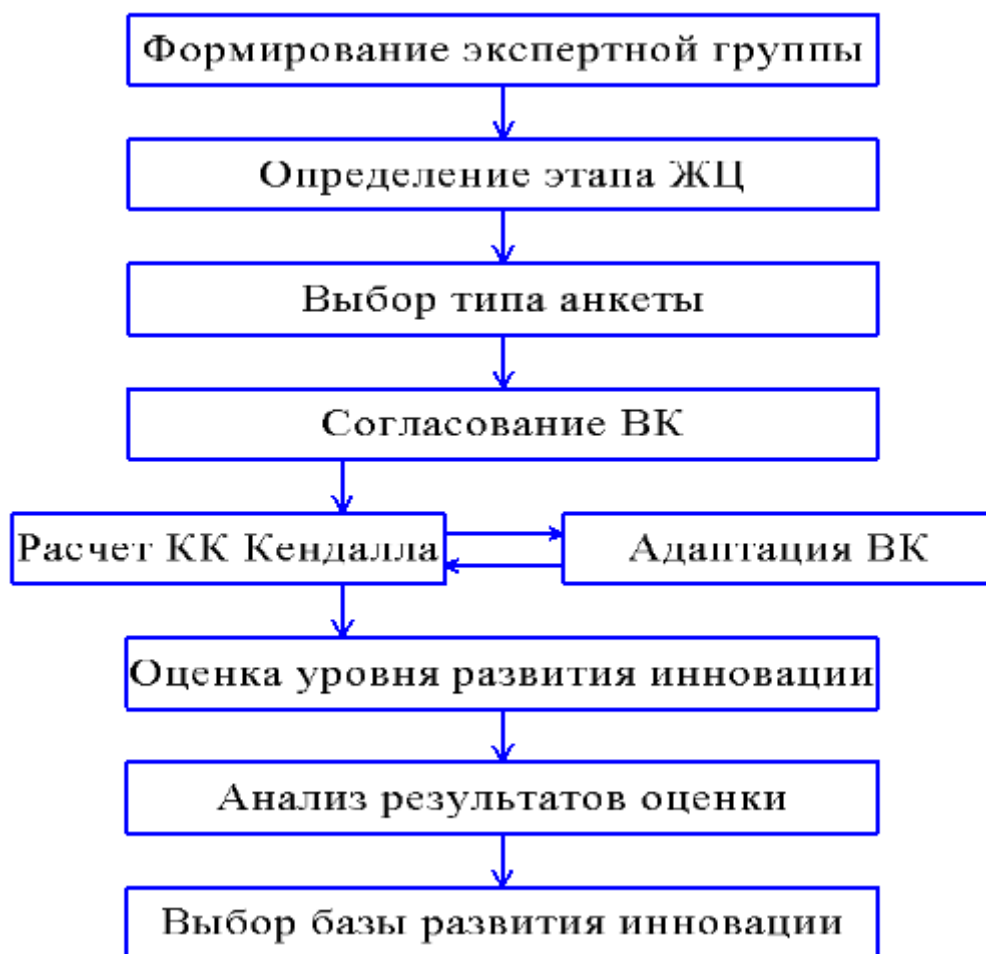 Формирование экспертной группы
Определение этапа ЖЦ
Выбор типа анкеты
Согласование ВК
Расчет КК Кендалла
Адаптация ВК
Оценка уровня развития инновации
Анализ результатов оценки
Выбор базы развития инновации